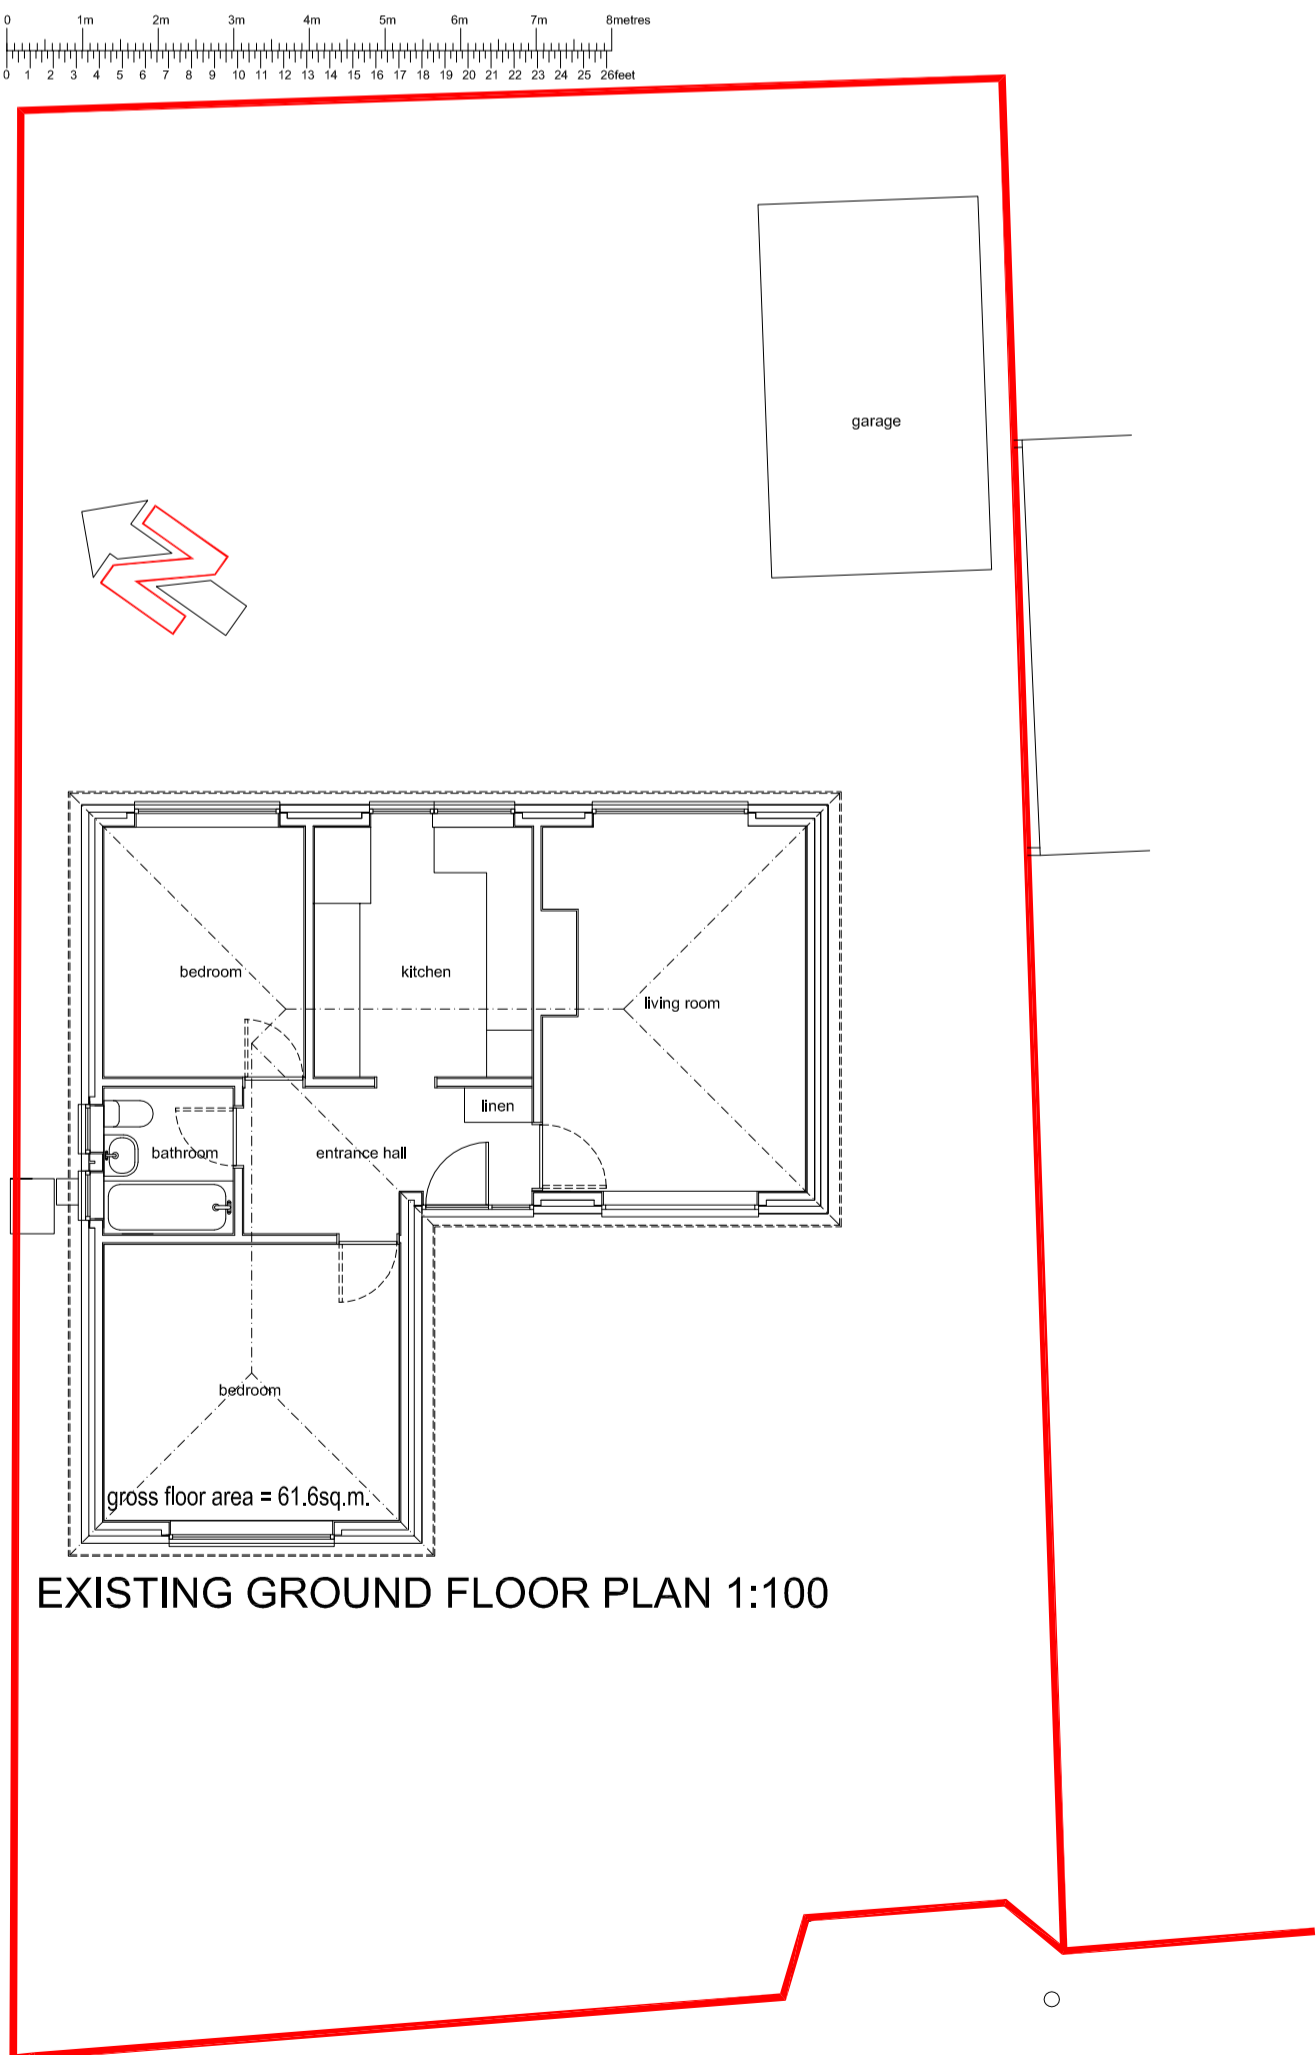 0 1m 2m 3m 4m 5m 6m 7m 8metres
0 1 2 3 4 5 6 7 8 9 10 11 12 13 14 15 16 17 18 19 20 21 22 23 24 25 26feet
garage
N
bedroom
kitchen
living room
linen
bathroom
entrance hall
bedroom
gross floor area = 61.6sq.m.
EXISTING GROUND FLOOR PLAN 1:100